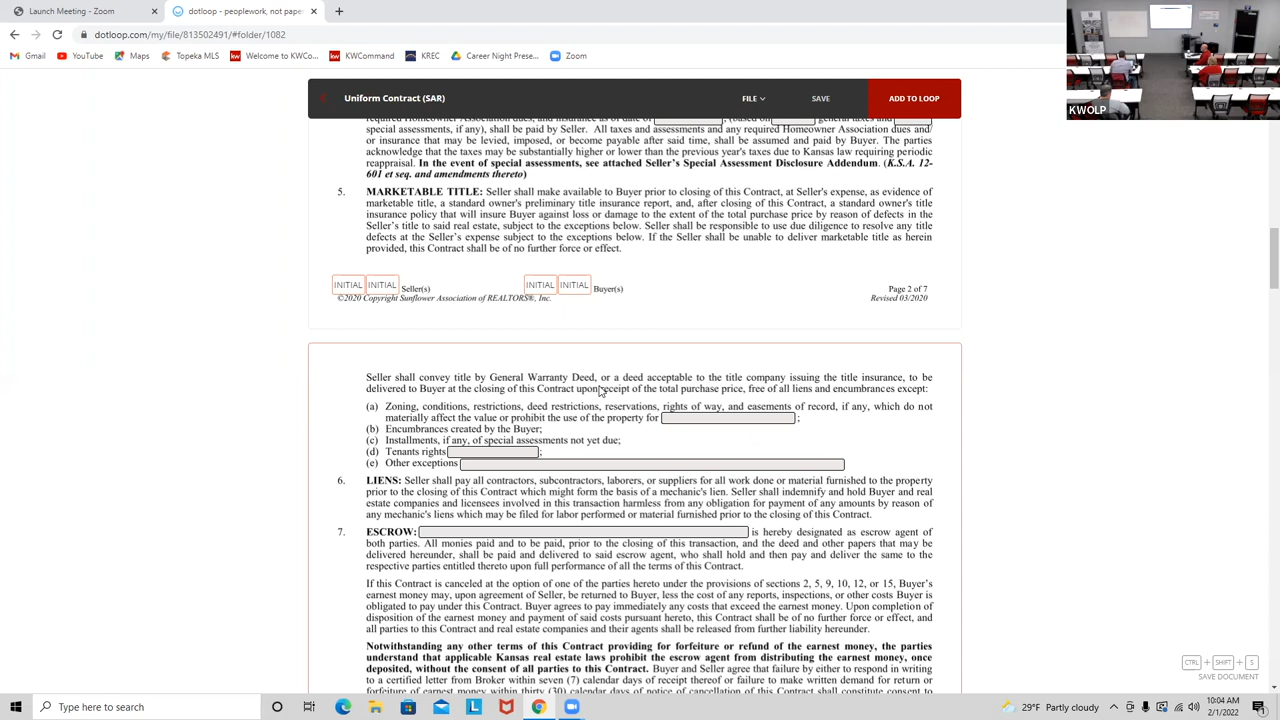 Launch Meeting - Zoom
dotloop - peoplework, not pape
dotloop.com/my/file/813502491/#folder/1082
Gmail
YouTube
Maps
Topeka MLS
Welcome to KWCo...
KWCommand
KREC
Career Night Prese...
Zoom
KWOLP
Uniform Contract (SAR)
FILE
SAVE
ADD TO LOOP
required Homeowner Association dues, and insurance as of date of ; (based on general taxes and
special assessments, if any), shall be paid by Seller. All taxes and assessments and any required Homeowner Association dues and/
or insurance that may be levied, imposed, or become payable after said time, shall be assumed and paid by Buyer. The parties
acknowledge that the taxes may be substantially higher or lower than the previous year's taxes due to Kansas law requiring periodic
reappraisal. In the event of special assessments, see attached Seller's Special Assessment Disclosure Addendum. (K.S.A. 12-
601 et seq. and amendments thereto)
5. MARKETABLE TITLE: Seller shall make available to Buyer prior to closing of this Contract, at Seller's expense, as evidence of
marketable title, a standard owner's preliminary title insurance report, and, after closing of this Contract, a standard owner's title
insurance policy that will insure Buyer against loss or damage to the extent of the total purchase price by reason of defects in the
Seller's title to said real estate, subject to the exceptions below. Seller shall be responsible to use due diligence to resolve any title
defects at the Seller's expense subject to the exceptions below. If the Seller shall be unable to deliver marketable title as herein
provided, this Contract shall be of no further force or effect.
INITIAL INITIAL Seller(s) INITIAL INITIAL Buyer(s) Page 2 of 7
©2020 Copyright Sunflower Association of REALTORS®, Inc. Revised 03/2020
Seller shall convey title by General Warranty Deed, or a deed acceptable to the title company issuing the title insurance, to be
delivered to Buyer at the closing of this Contract upon receipt of the total purchase price, free of all liens and encumbrances except:
(a) Zoning, conditions, restrictions, deed restrictions, reservations, rights of way, and easements of record, if any, which do not
materially affect the value or prohibit the use of the property for ;
(b) Encumbrances created by the Buyer;
(c) Installments, if any, of special assessments not yet due;
(d) Tenants rights ;
(e) Other exceptions
6. LIENS: Seller shall pay all contractors, subcontractors, laborers, or suppliers for all work done or material furnished to the property
prior to the closing of this Contract which might form the basis of a mechanic's lien. Seller shall indemnify and hold Buyer and real
estate companies and licensees involved in this transaction harmless from any obligation for payment of any amounts by reason of
any mechanic's liens which may be filed for labor performed or material furnished prior to the closing of this Contract.
7. ESCROW: is hereby designated as escrow agent of
both parties. All monies paid and to be paid, prior to the closing of this transaction, and the deed and other papers that may be
delivered hereunder, shall be paid and delivered to said escrow agent, who shall hold and then pay and deliver the same to the
respective parties entitled thereto upon full performance of all the terms of this Contract.
If this Contract is canceled at the option of one of the parties hereto under the provisions of sections 2, 5, 9, 10, 12, or 15, Buyer's
earnest money may, upon agreement of Seller, be returned to Buyer, less the cost of any reports, inspections, or other costs Buyer is
obligated to pay under this Contract. Buyer agrees to pay immediately any costs that exceed the earnest money. Upon completion of
disposition of the earnest money and payment of said costs pursuant hereto, this Contract shall be of no further force or effect, and
all parties to this Contract and real estate companies and their agents shall be released from further liability hereunder.
Notwithstanding any other terms of this Contract providing for forfeiture or refund of the earnest money, the parties
understand that applicable Kansas real estate laws prohibit the escrow agent from distributing the earnest money, once
deposited, without the consent of all parties to this Contract. Buyer and Seller agree that failure by either to respond in writing
to a certified letter from Broker within seven (7) calendar days of receipt thereof or failure to make written demand for return or
forfeiture of earnest money within thirty (30) calendar days of notice of cancellation of this Contract shall constitute consent to
CTRL + SHIFT + S
SAVE DOCUMENT
Type here to search
29°F Partly cloudy
10:04 AM
2/1/2022